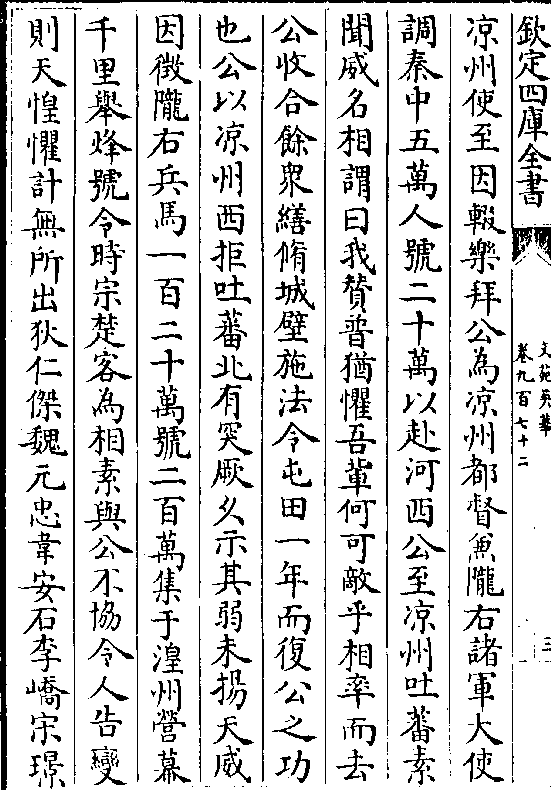 欽定四庫全書
文苑英華
卷九百七十二
三
凉州使至因輟樂拜公為凉州都督兼隴右諸軍大使
調秦中五萬人號二十萬以赴河西公至凉州吐蕃素
聞威名相謂曰我贊普猶懼吾輩何可敵乎相率而去
公收合餘衆繕脩城壁施法令屯田一年而復公之功
也公以凉州西拒吐蕃北有突厥久示其弱未揚天威
因徴隴右兵馬一百二十萬號二百萬集于湟州營幕
千里舉烽號令時宗楚客為相素與公不協令人告變
則天惶懼計無所出狄仁傑魏元忠韋安石李嶠宋璟